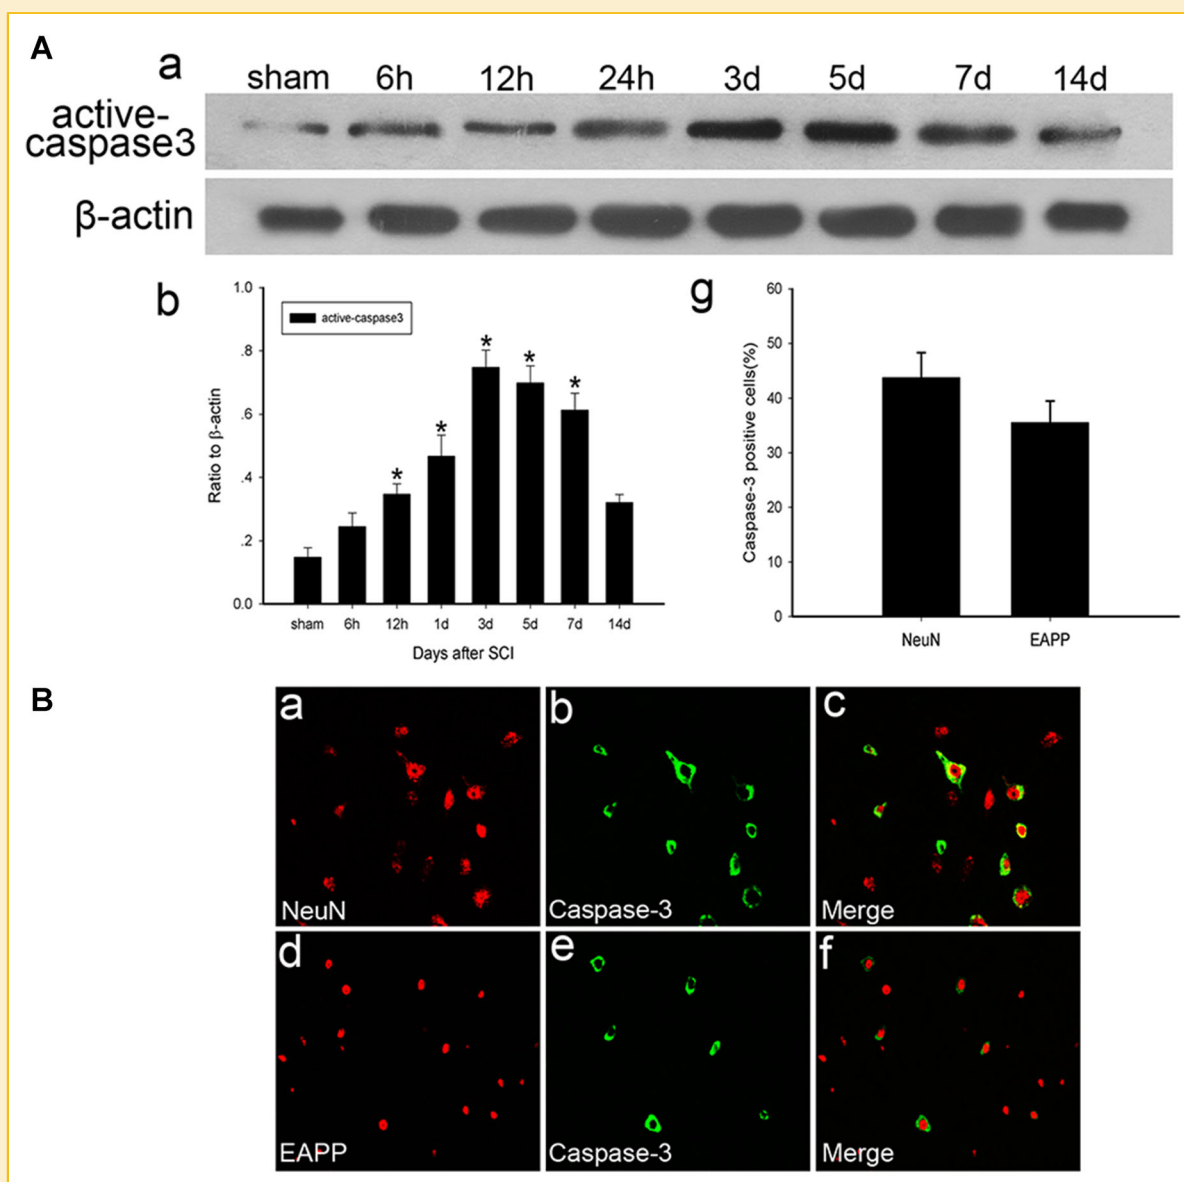 A
a
sham 6h 12h 24h 3d 5d 7d 14d
active-
caspase3
β-actin
b
1.0
.8
.6
.4
.2
0.0
Ratio to β-actin
active-caspase3
*
*
*
*
*
*
sham 6h 12h 1d 3d 5d 7d 14d
Days after SCI
g
60
50
40
30
20
10
0
Caspase-3 positive cells(%)
NeuN EAPP
B
a b c
NeuN Caspase-3 Merge
d e f
EAPP Caspase-3 Merge